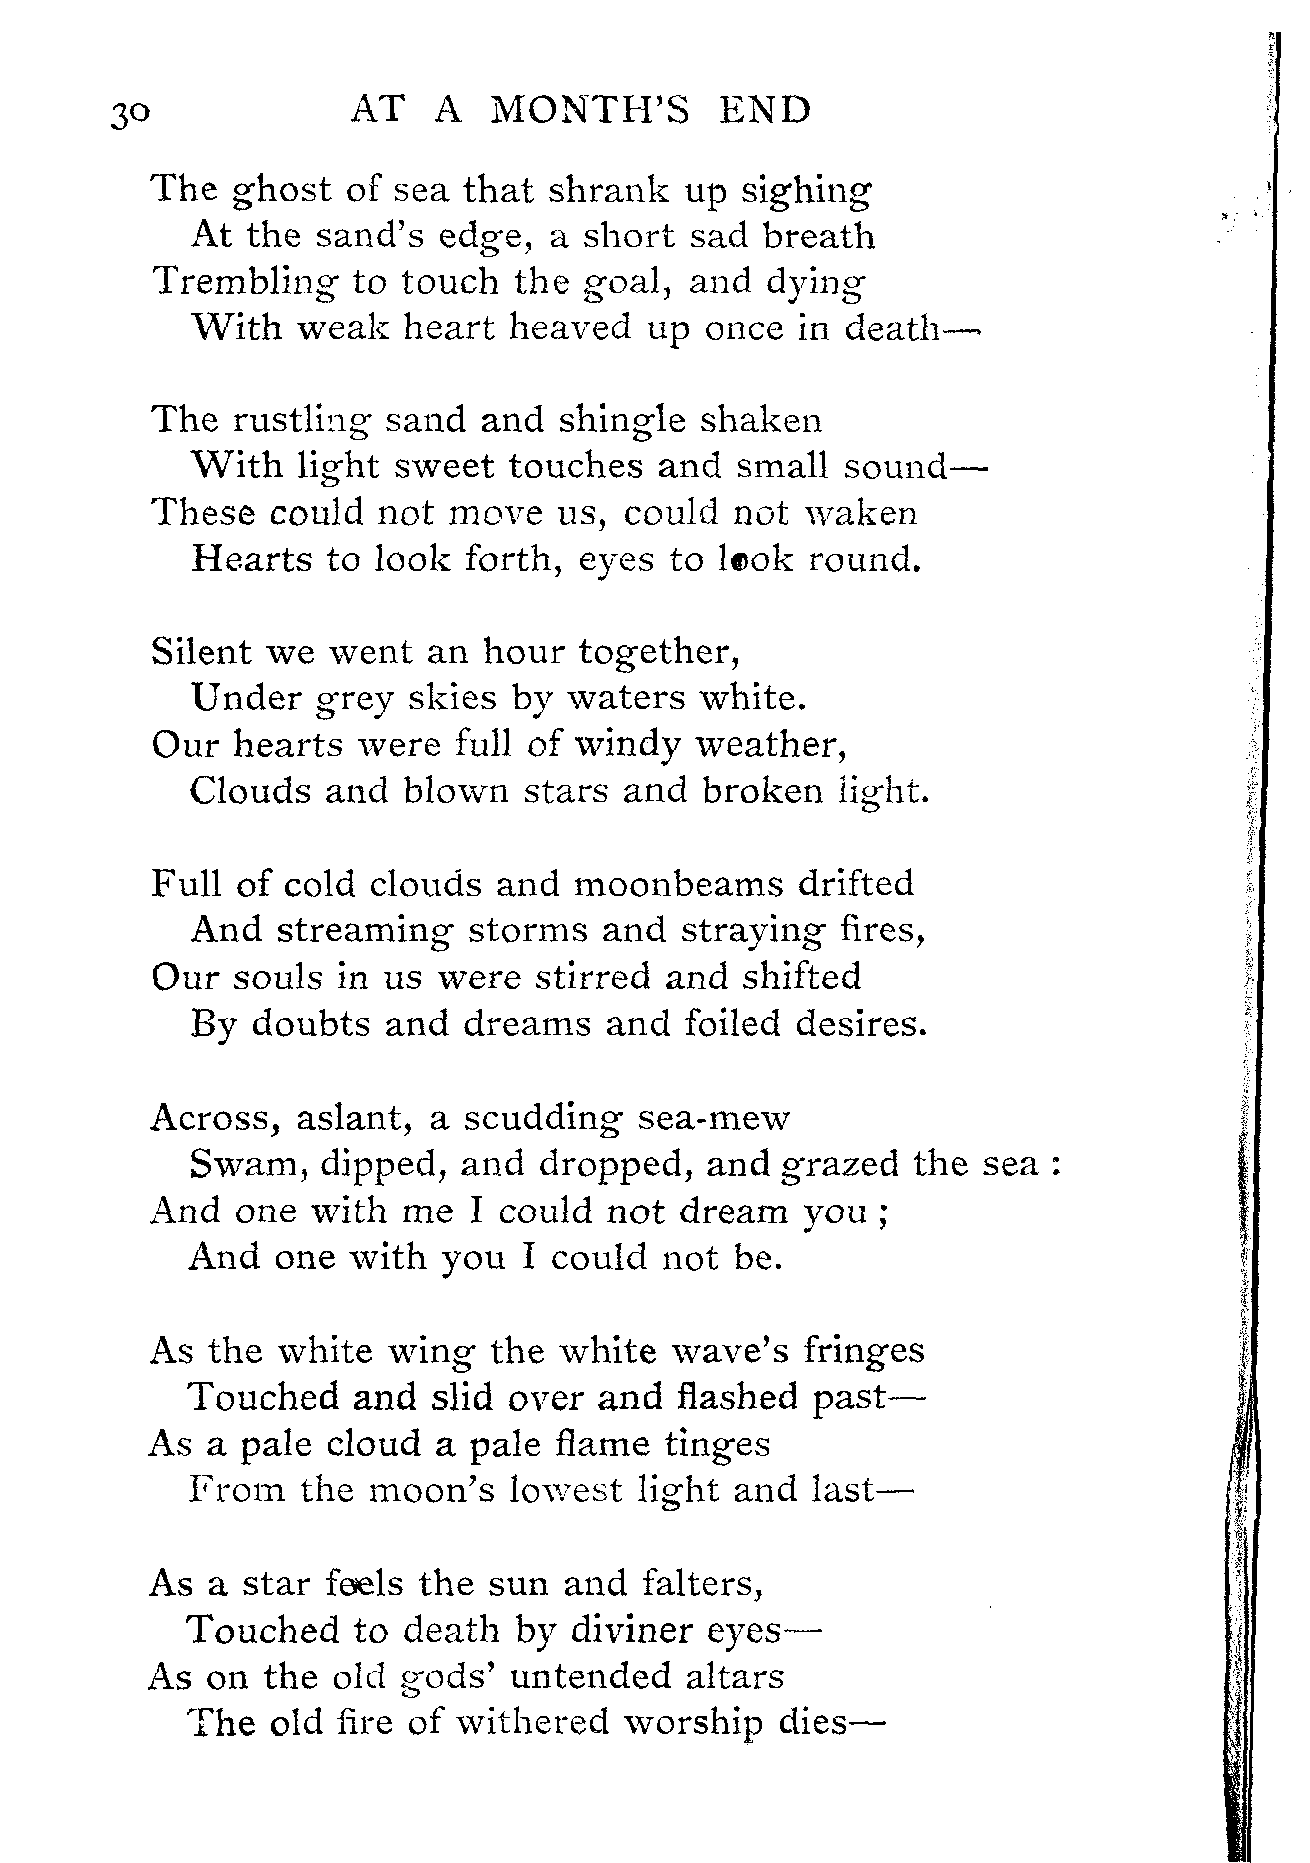 30 AT A MONTH'S END
The ghost of sea that shrank up sighing
At the sand's edge, a short sad breath
Trembling to touch the goal, and dying
With weak heart heaved up once in death—
The rustling sand and shingle shaken
With light sweet touches and small sound—
These could not move us, could not waken
Hearts to look forth, eyes to look round.
Silent we went an hour together,
Under grey skies by waters white.
Our hearts were full of windy weather,
Clouds and blown stars and broken light.
Full of cold clouds and moonbeams drifted
And streaming storms and straying fires,
Our souls in us were stirred and shifted
By doubts and dreams and foiled desires.
Across, aslant, a scudding sea-mew
Swam, dipped, and dropped, and grazed the sea :
And one with me I could not dream you ;
And one with you I could not be.
As the white wing the white wave's fringes
Touched and slid over and flashed past—
As a pale cloud a pale flame tinges
From the moon's lowest light and last—
As a star feels the sun and falters,
Touched to death by diviner eyes—
As on the old gods' untended altars
The old fire of withered worship dies—